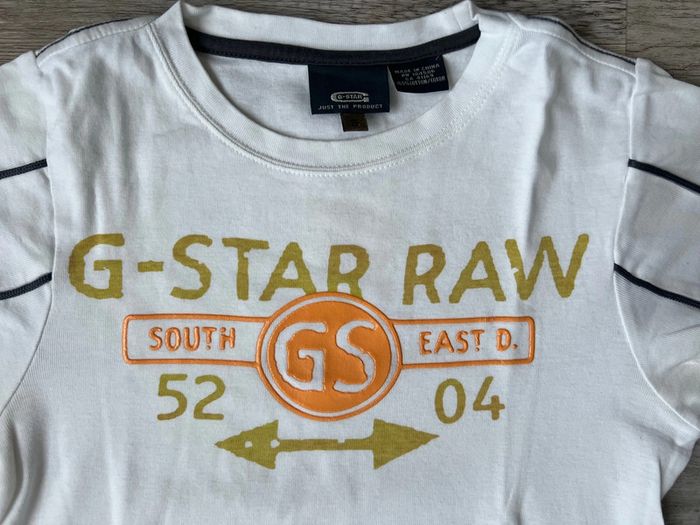 G-STAR
JUST THE PRODUCT
MADE IN CHINA
G-STAR RAW
SOUTH GS EAST D.
52 04